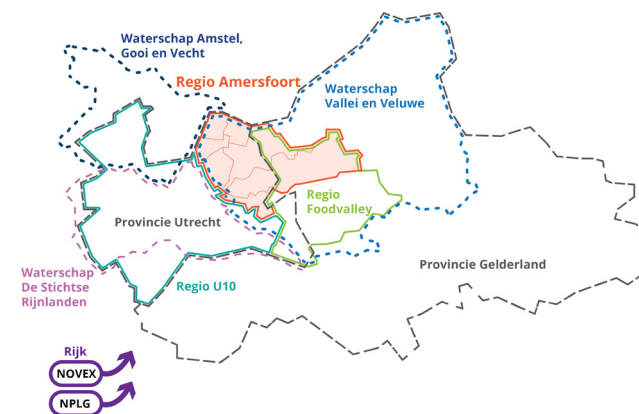 Waterschap Amstel,
Gooi en Vecht
Regio Amersfoort
Waterschap
Vallei en Veluwe
Regio
Foodvalley
Provincie Utrecht
Provincie Gelderland
Waterschap
De Stichtse
Rijnlanden
Regio U10
Rijk
NOVEX
NPLG